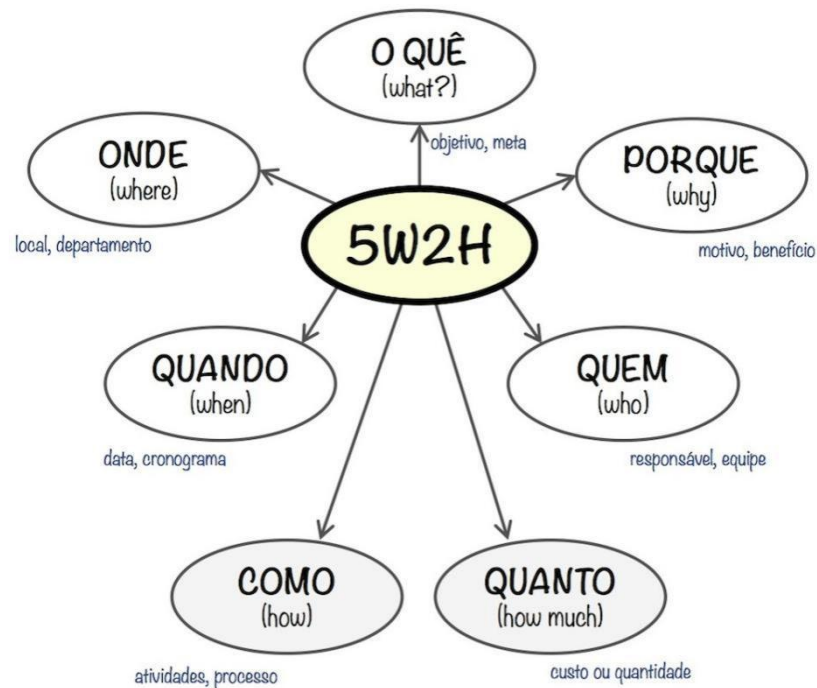 O QUÊ
(what?)
objetivo, meta
ONDE
(where)
local, departamento
PORQUE
(why)
motivo, benefício
5W2H
QUANDO
(when)
data, cronograma
QUEM
(who)
responsável, equipe
COMO
(how)
atividades, processo
QUANTO
(how much)
custo ou quantidade